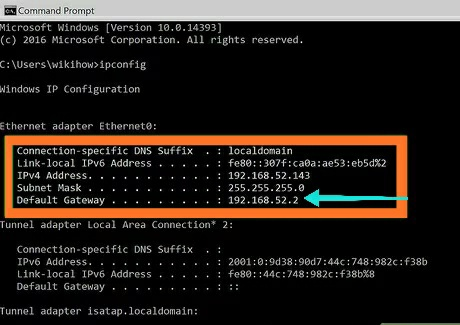 Command Prompt
Microsoft Windows [Version 10.0.14393]
(c) 2016 Microsoft Corporation. All rights reserved.
C:\Users\wikihow>ipconfig
Windows IP Configuration
Ethernet adapter Ethernet0:
Connection-specific DNS Suffix . : localdomain
Link-local IPv6 Address . . . . . : fe80::307f:ca0a:ae53:eb5d%2
IPv4 Address. . . . . . . . . . . : 192.168.52.143
Subnet Mask . . . . . . . . . . . : 255.255.255.0
Default Gateway . . . . . . . . . : 192.168.52.2
Tunnel adapter Local Area Connection* 2:
Connection-specific DNS Suffix . :
IPv6 Address. . . . . . . . . . . : 2001:0:9d38:90d7:44c:748:982c:f38b
Link-local IPv6 Address . . . . . : fe80::44c:748:982c:f38b%8
Default Gateway . . . . . . . . . : ::
Tunnel adapter isatap.localdomain: